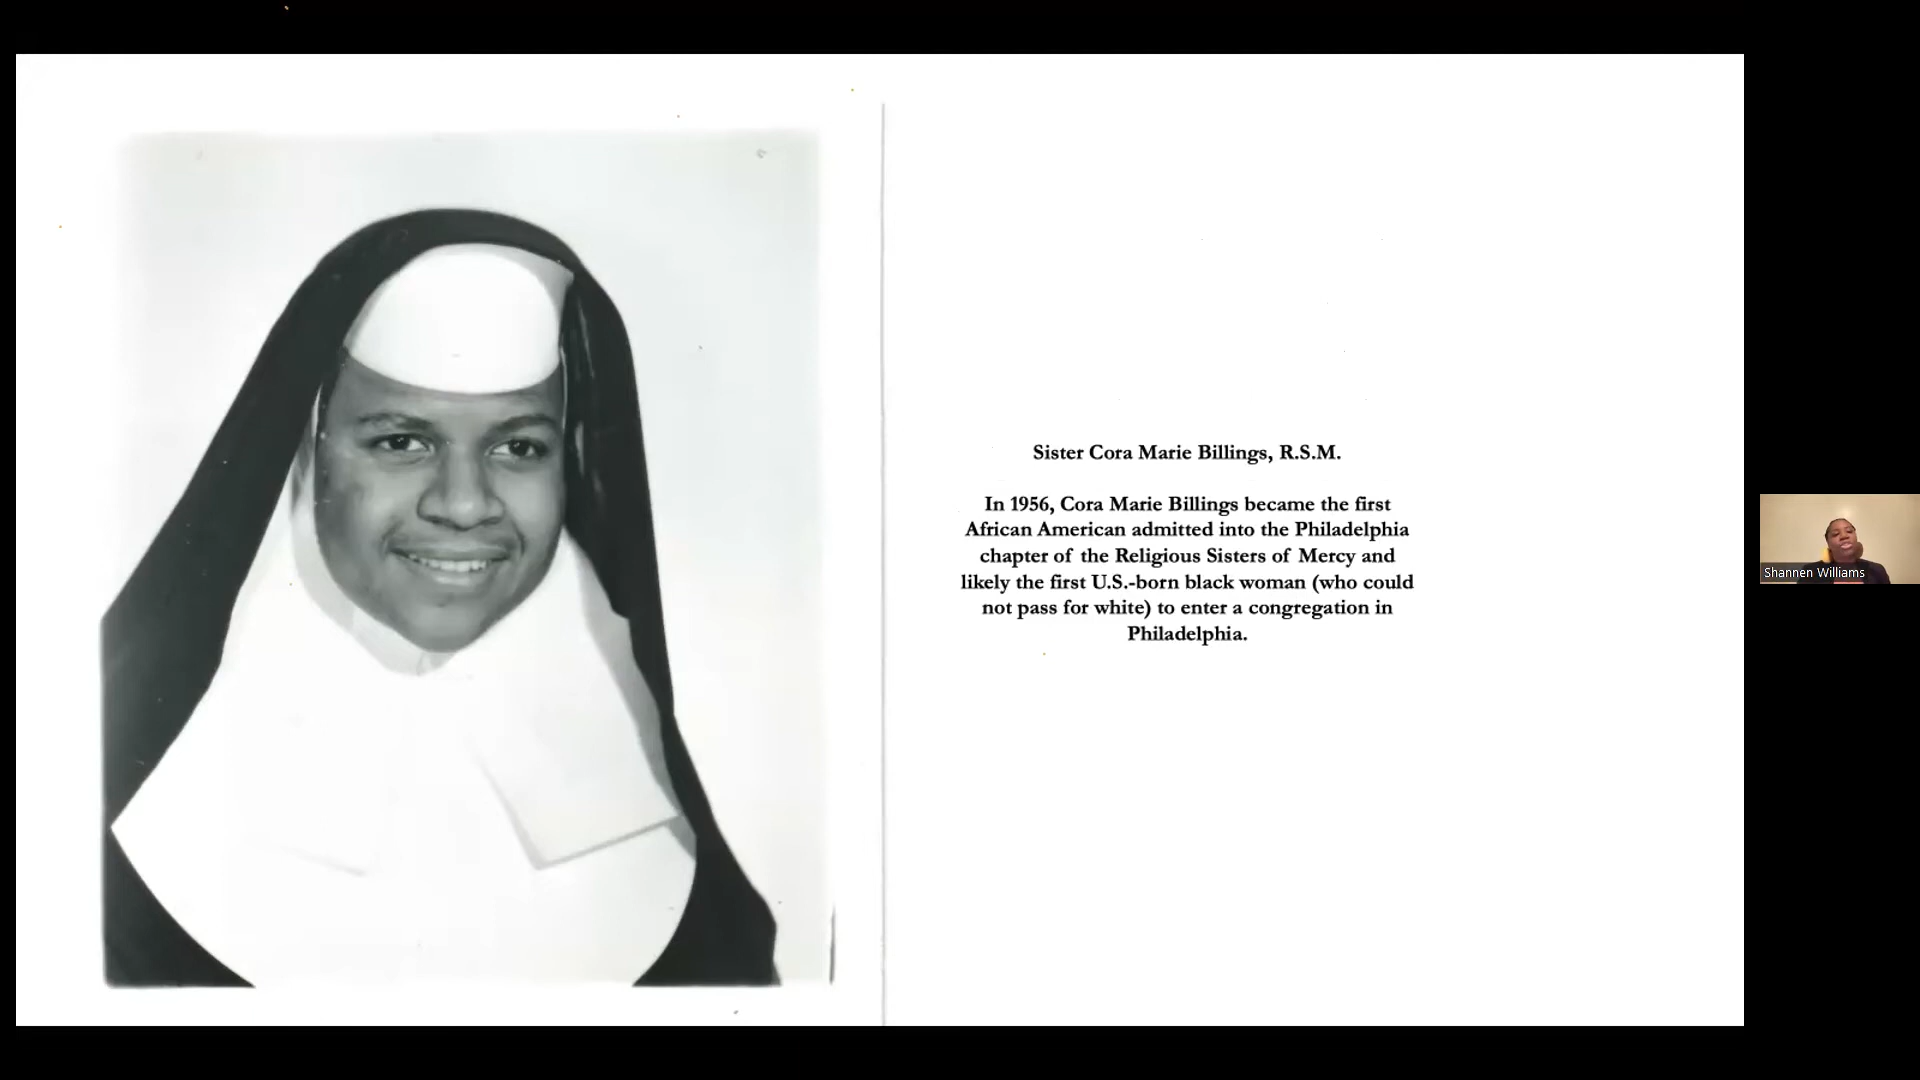 Sister Cora Marie Billings, R.S.M.
In 1956, Cora Marie Billings became the first
African American admitted into the Philadelphia
chapter of the Religious Sisters of Mercy and
likely the first U.S.-born black woman (who could
not pass for white) to enter a congregation in
Philadelphia.
Shannen Williams